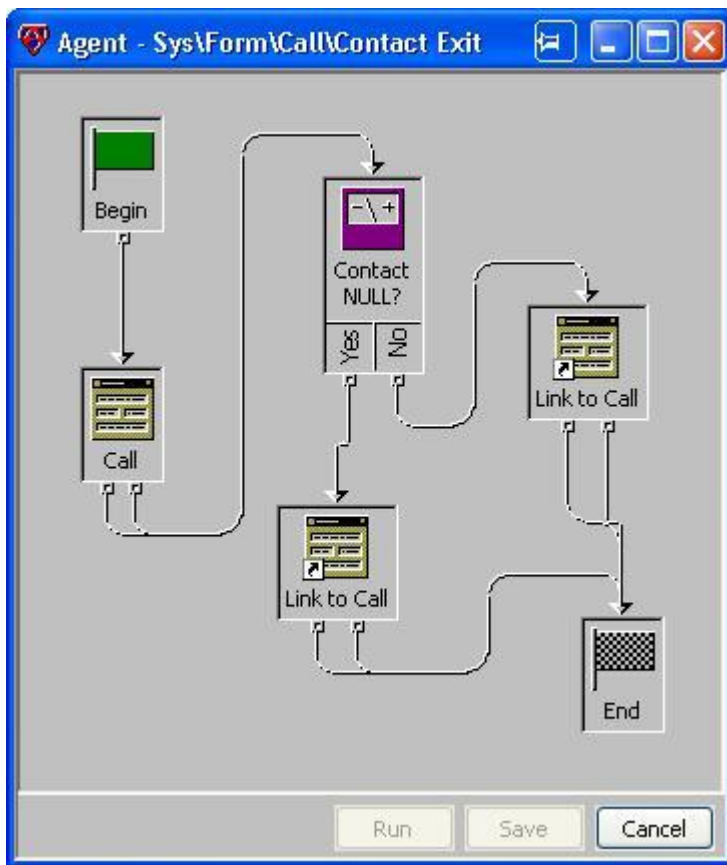 Agent - Sys\Form\Call\Contact Exit
Begin
Contact
NULL?
Yes
No
Link to Call
Call
Link to Call
End
Run
Save
Cancel